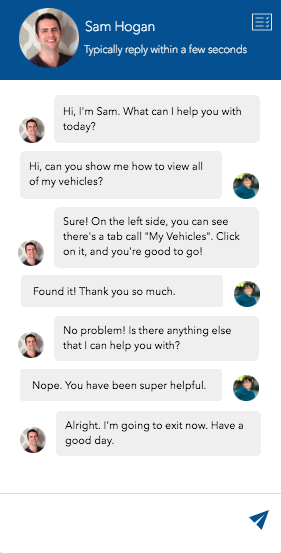 Sam Hogan
Typically reply within a few seconds
Hi, I'm Sam. What can I help you with
today?
Hi, can you show me how to view all
of my vehicles?
Sure! On the left side, you can see
there's a tab call "My Vehicles". Click
on it, and you're good to go!
Found it! Thank you so much.
No problem! Is there anything else
that I can help you with?
Nope. You have been super helpful.
Alright. I'm going to exit now. Have a
good day.